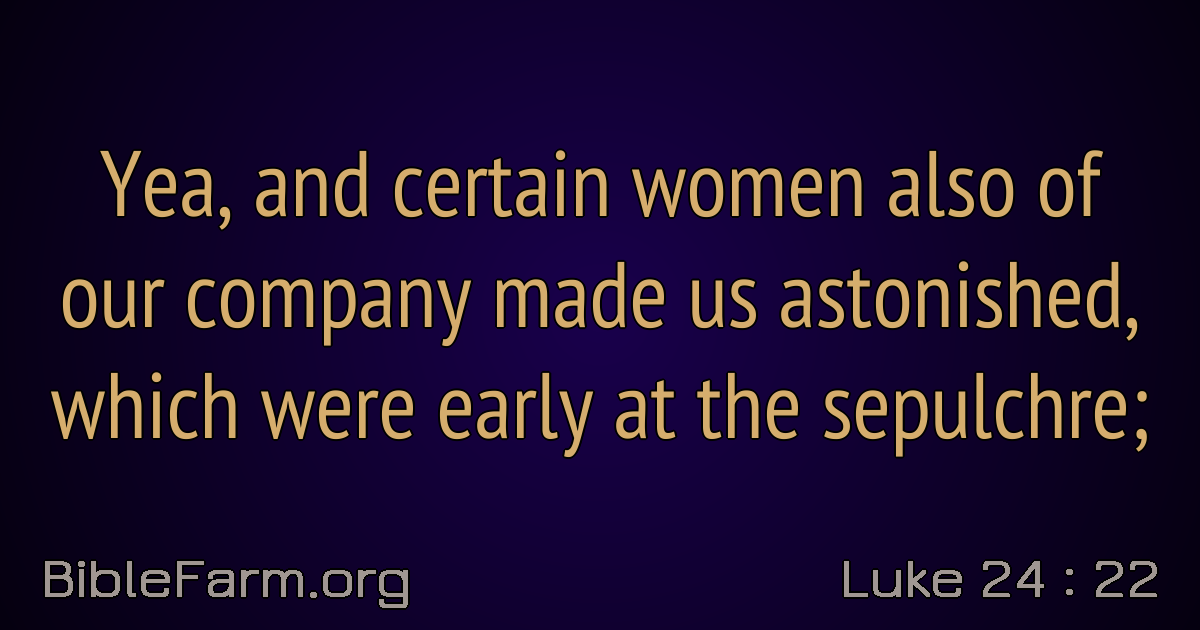 Yea, and certain women also of
our company made us astonished,
which were early at the sepulchre;
BibleFarm.org
Luke 24 : 22